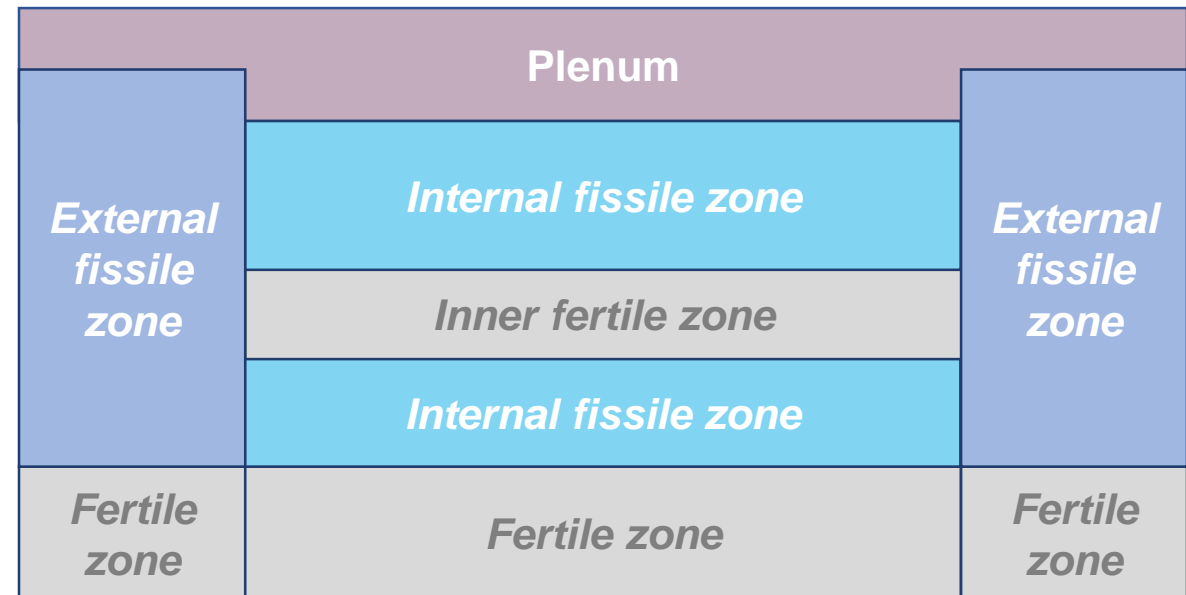 Plenum
Internal fissile zone
External
fissile
zone
External
fissile
zone
Inner fertile zone
Internal fissile zone
Fertile
zone
Fertile zone
Fertile
zone